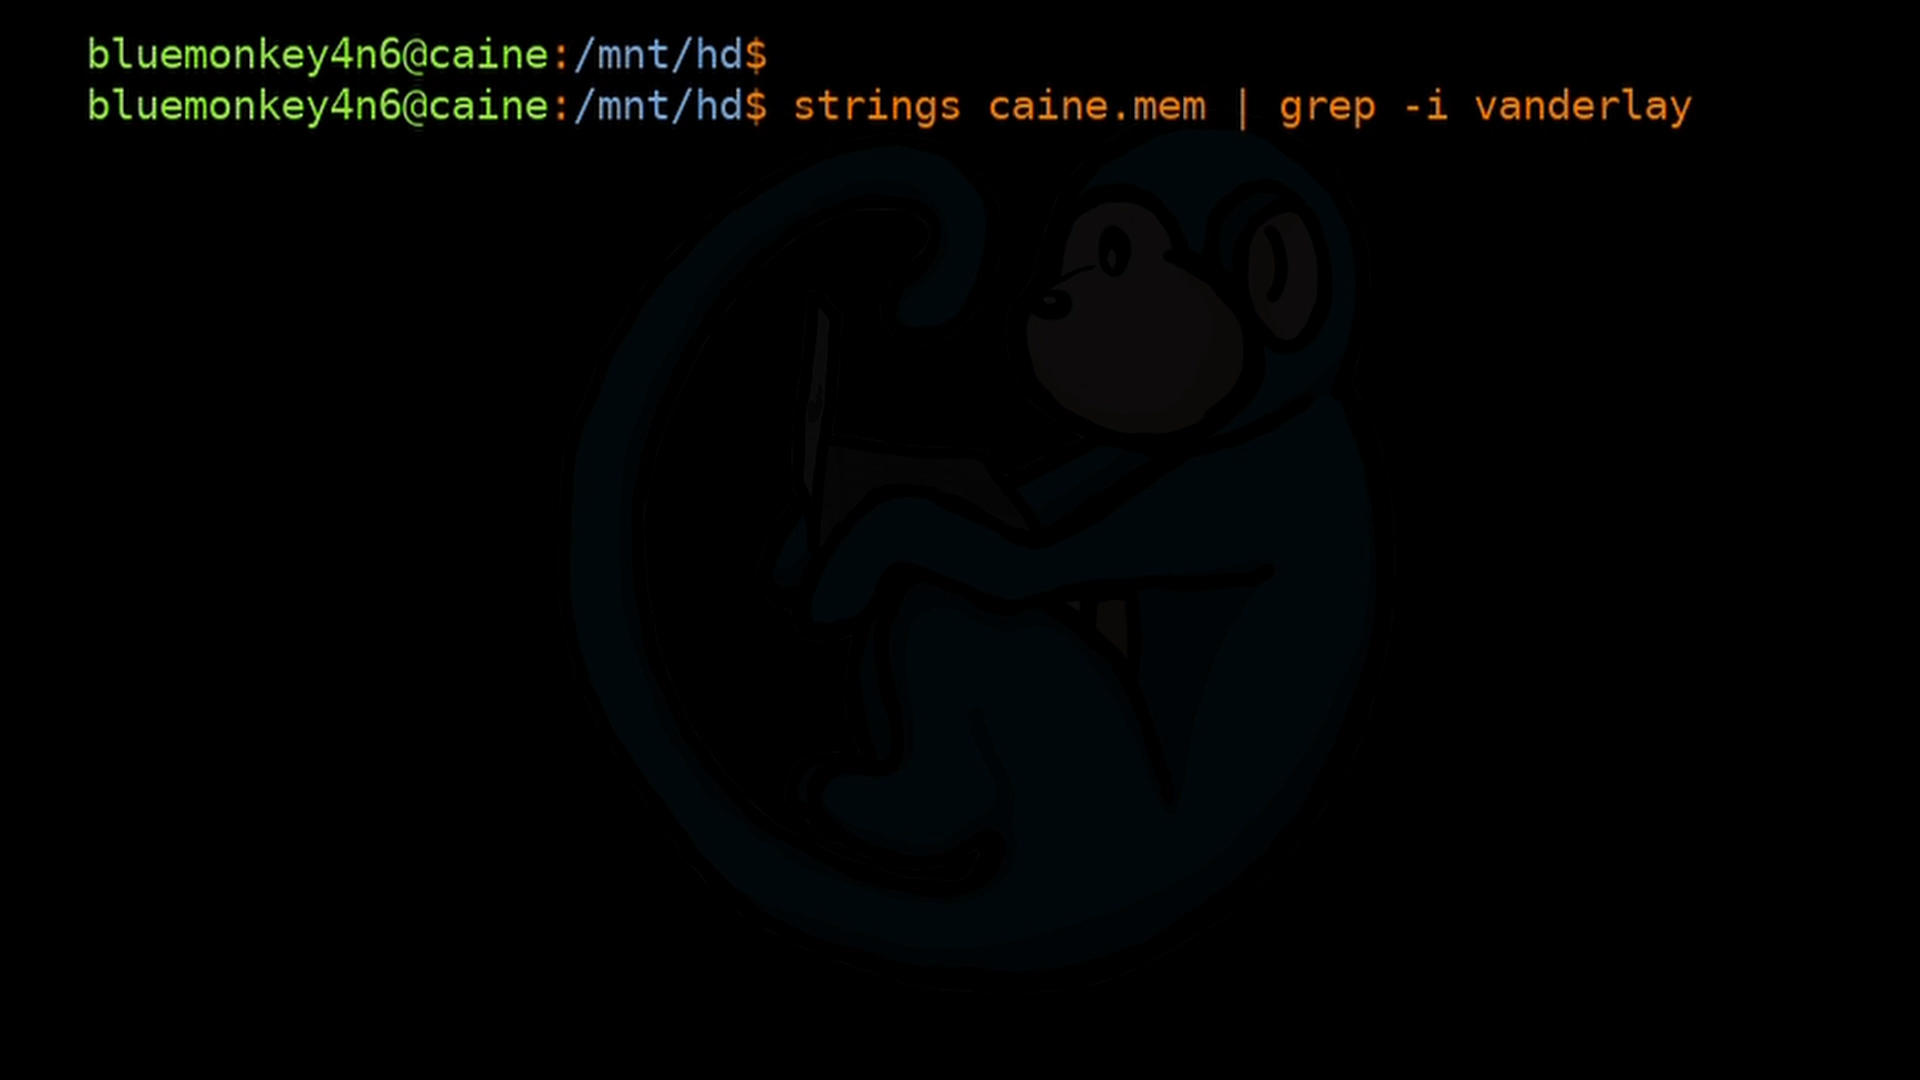 bluemonkey4n6@caine:/mnt/hd$
bluemonkey4n6@caine:/mnt/hd$ strings caine.mem | grep -i vanderlay